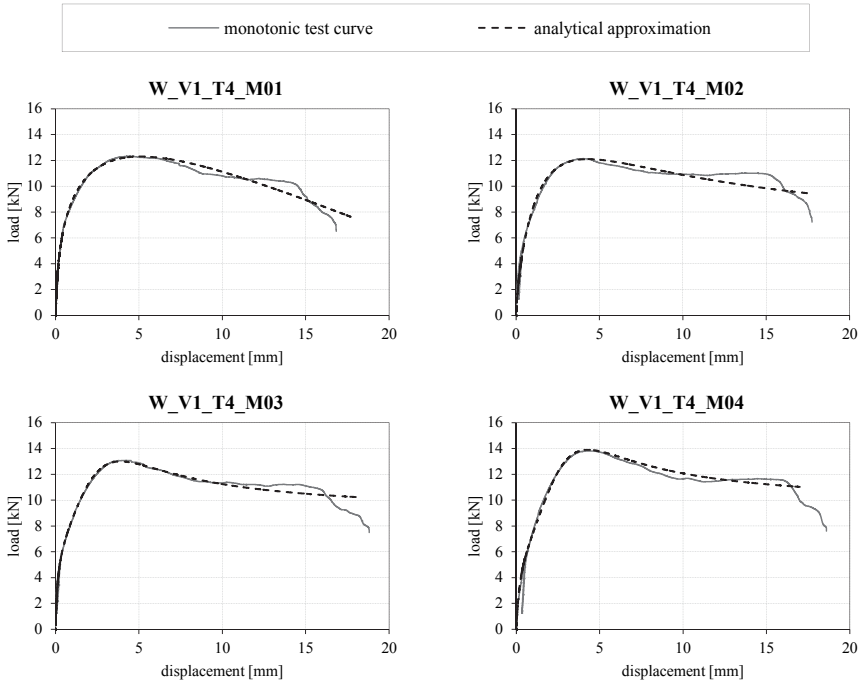 monotonic test curve analytical approximation
W_V1_T4_M01
16
14
12
10
8
6
4
2
0
load [kN]
0 5 10 15 20
displacement [mm]
W_V1_T4_M02
16
14
12
10
8
6
4
2
0
load [kN]
0 5 10 15 20
displacement [mm]
W_V1_T4_M03
16
14
12
10
8
6
4
2
0
load [kN]
0 5 10 15 20
displacement [mm]
W_V1_T4_M04
16
14
12
10
8
6
4
2
0
load [kN]
0 5 10 15 20
displacement [mm]